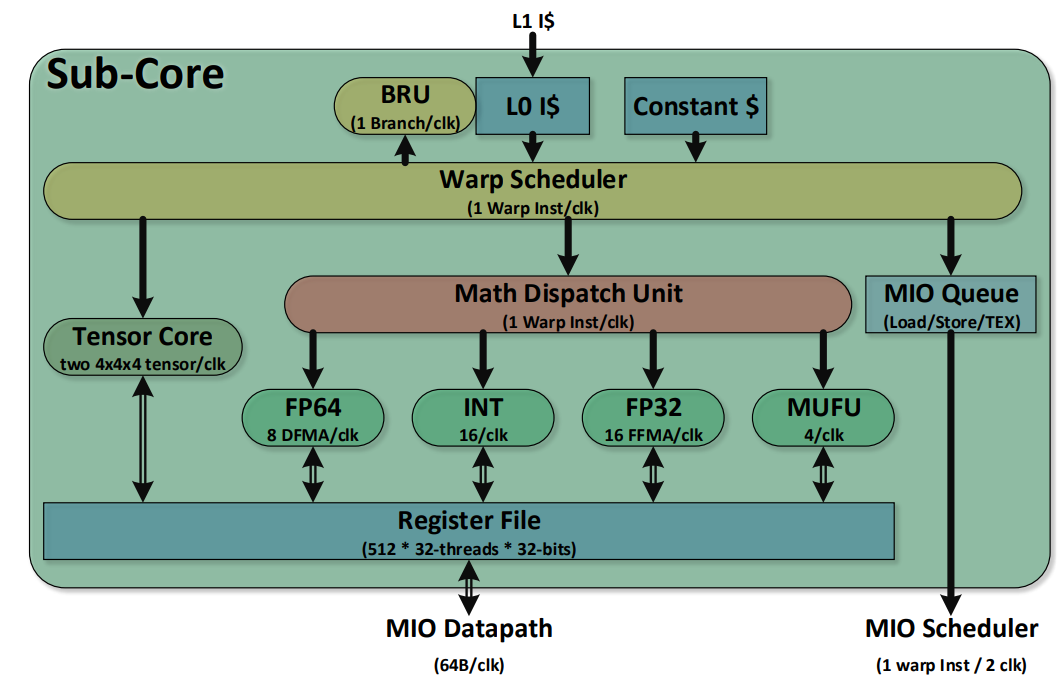 L1 I$
Sub-Core
BRU
(1 Branch/clk)
L0 I$
Constant $
Warp Scheduler
(1 Warp Inst/clk)
Math Dispatch Unit
(1 Warp Inst/clk)
MIO Queue
(Load/Store/TEX)
Tensor Core
two 4x4x4 tensor/clk
FP64
8 DFMA/clk
INT
16/clk
FP32
16 FFMA/clk
MUFU
4/clk
Register File
(512 * 32-threads * 32-bits)
MIO Datapath
(64B/clk)
MIO Scheduler
(1 warp Inst / 2 clk)